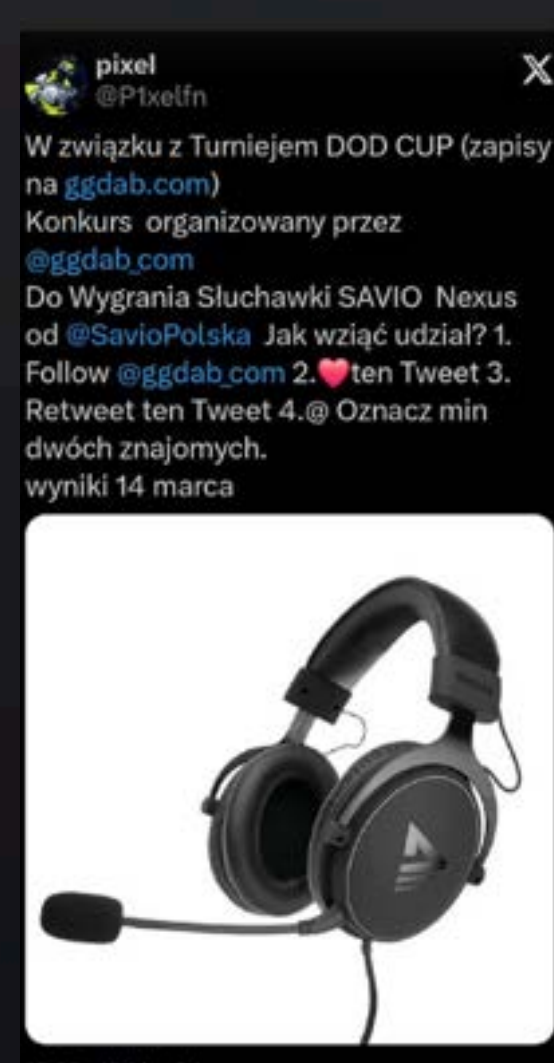 pixel
@P1xelfn
W związku z Turniejem DOD CUP (zapisy
na ggdab.com)
Konkurs organizowany przez
@ggdab_com
Do Wygrania Słuchawki SAVIO Nexus
od @SavioPolska Jak wziąć udział? 1.
Follow @ggdab_com 2.❤️ten Tweet 3.
Retweet ten Tweet 4.@ Oznacz min
dwóch znajomych.
wyniki 14 marca